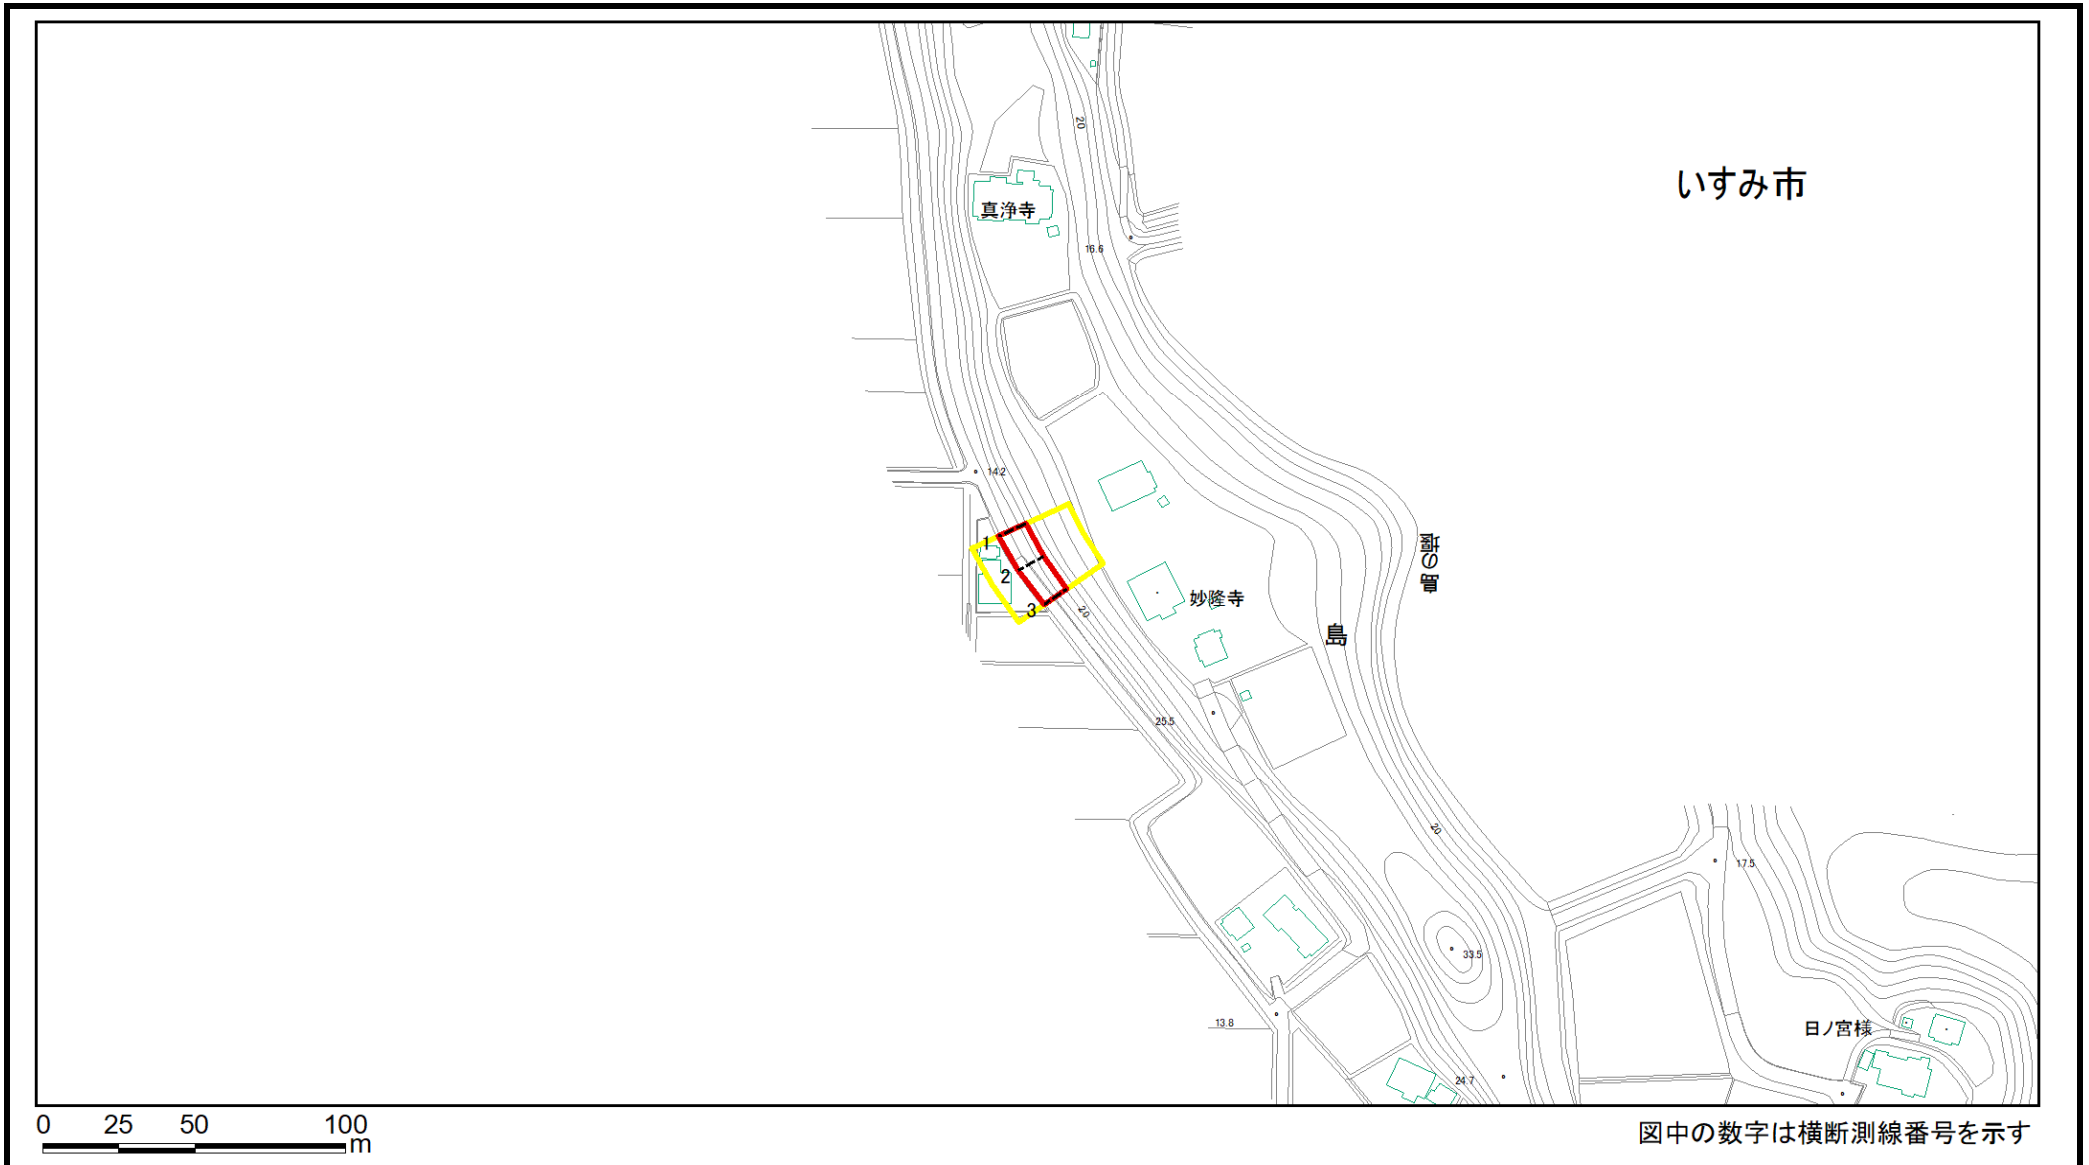 20
いすみ市
真浄寺
16.6
14.2
1
2
3
20
妙隆寺
島の堰
島
25.5
20
17.5
33.5
13.8
日ノ宮様
24.7
0 25 50 100
m
図中の数字は横断測線番号を示す